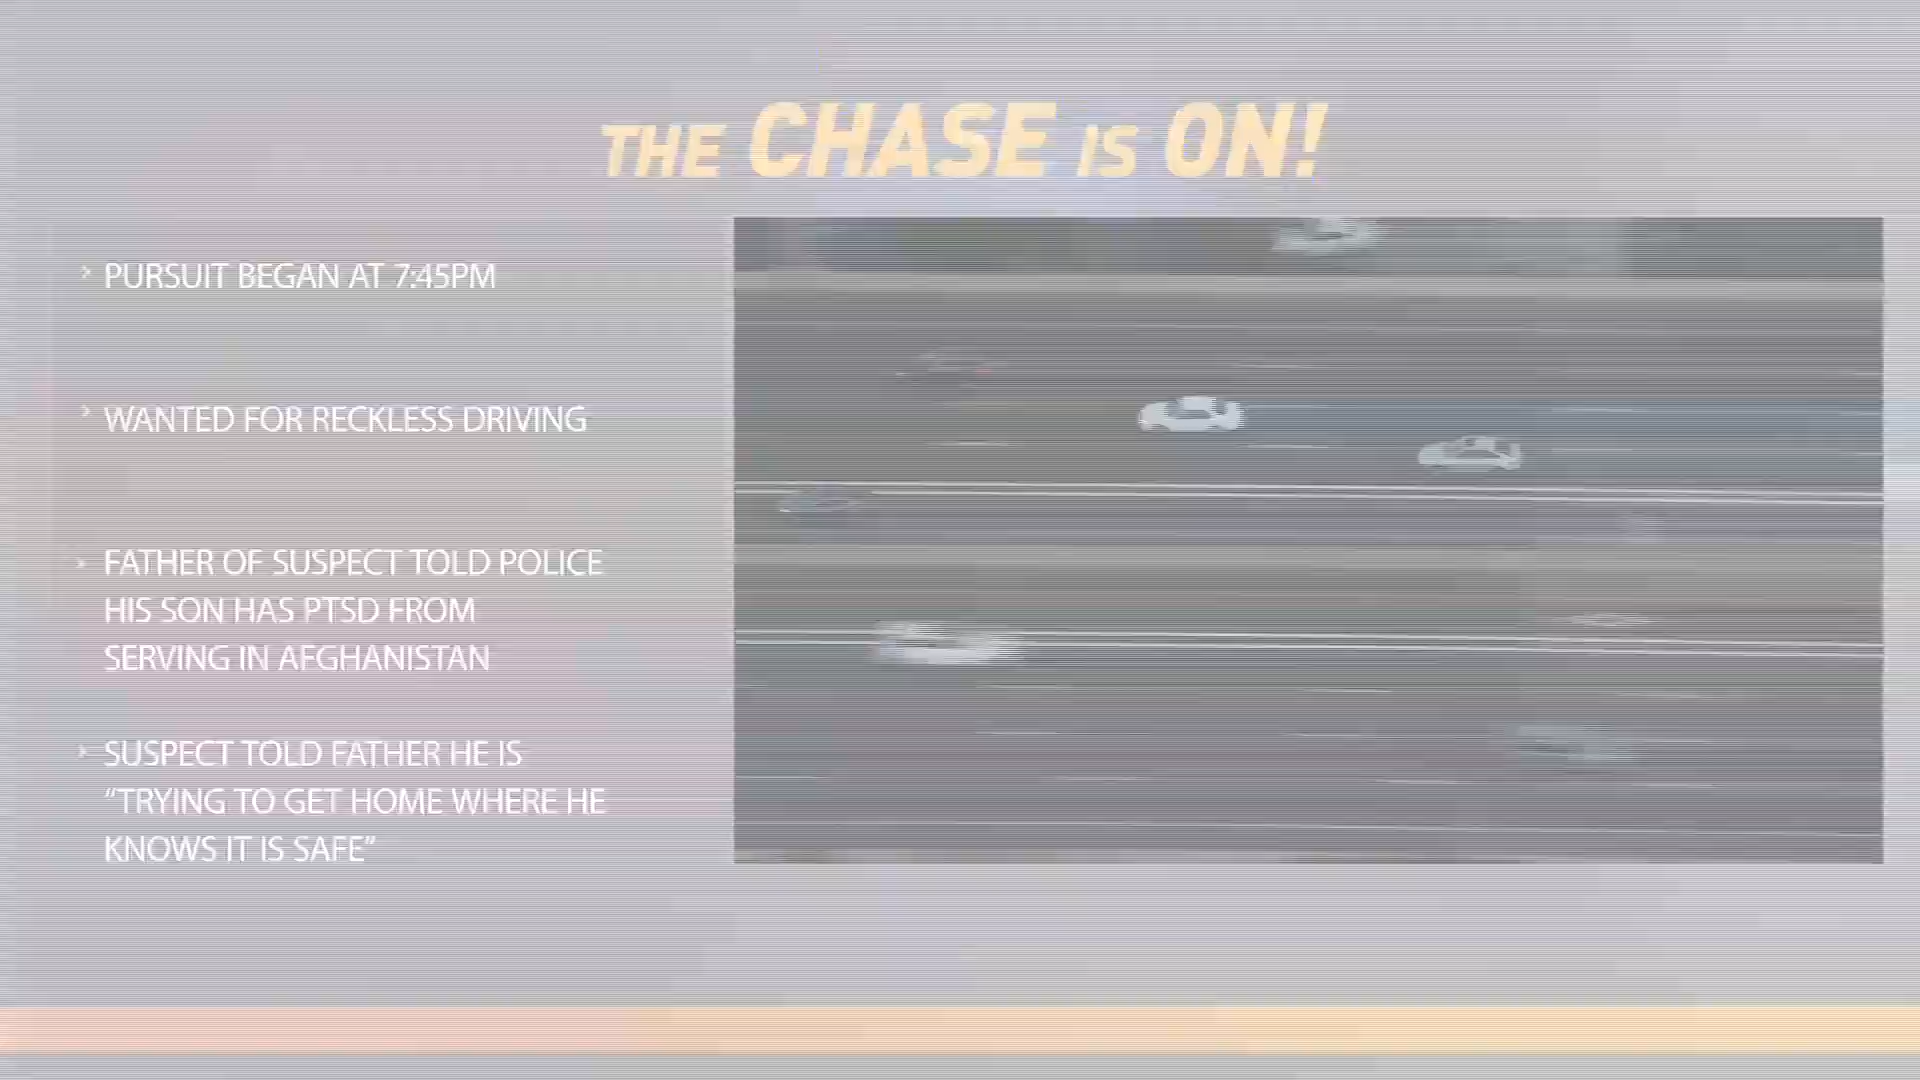 THE CHASE IS ON!
PURSUIT BEGAN AT 7:45PM
WANTED FOR RECKLESS DRIVING
FATHER OF SUSPECT TOLD POLICE
HIS SON HAS PTSD FROM
SERVING IN AFGHANISTAN
SUSPECT TOLD FATHER HE IS
“TRYING TO GET HOME WHERE HE
KNOWS IT IS SAFE”